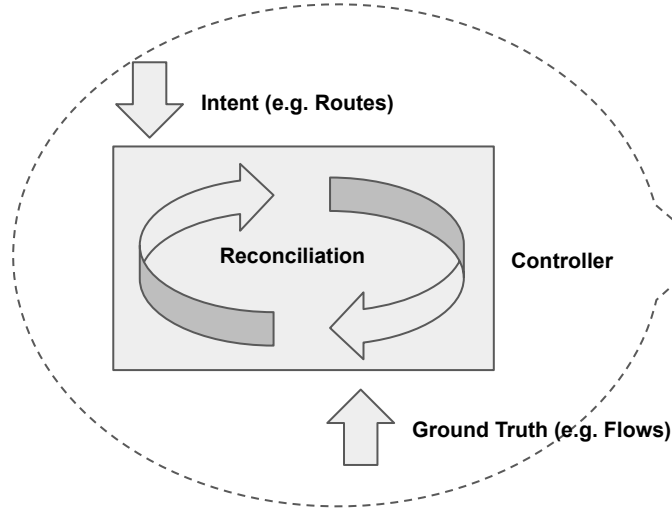 Intent (e.g. Routes)
Reconciliation
Controller
Ground Truth (e.g. Flows)